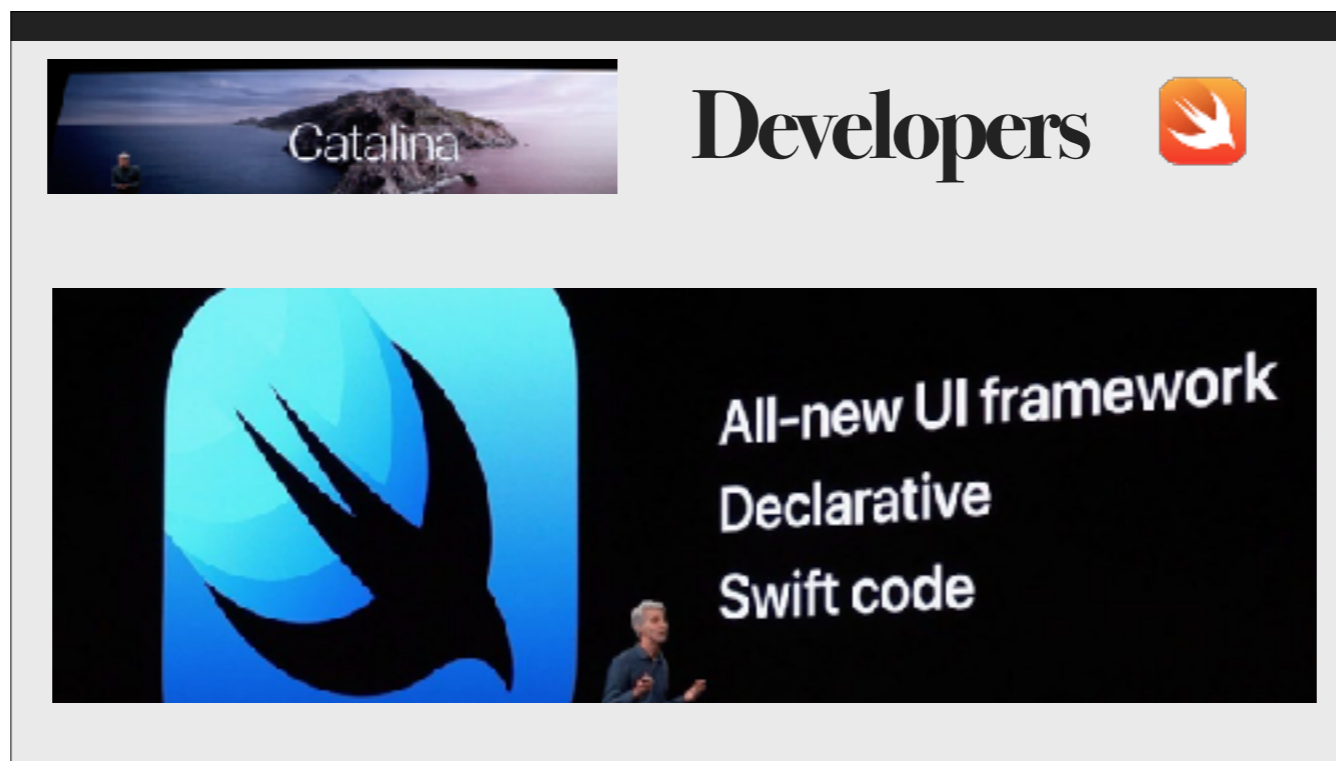 Catalina
Developers
All-new UI framework
Declarative
Swift code